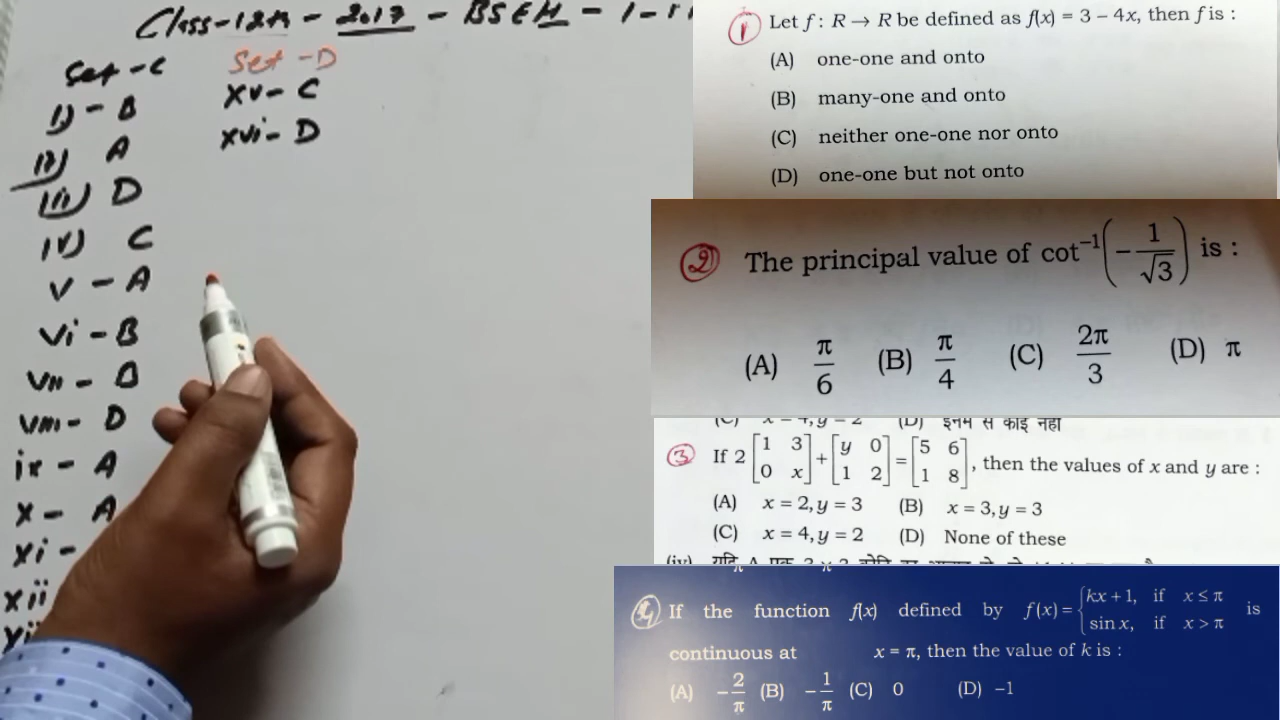 Class-12th - 2017 - BSEH -
Set - C
i) - B
ii) A
iii) D
iv) C
v - A
vi - B
vii - B
viii - D
ix - A
x - A
xi -
xii
Set - D
xv - C
xvi - D
① Let f : R → R be defined as f(x) = 3 – 4x, then f is :
(A) one-one and onto
(B) many-one and onto
(C) neither one-one nor onto
(D) one-one but not onto
② The principal value of cot⁻¹(−1/√3) is :
(A) π/6 (B) π/4 (C) 2π/3 (D) π
(D) इनमें से कोई नहीं
③ If 2 [1 3; 0 x] + [y 0; 1 2] = [5 6; 1 8], then the values of x and y are :
(A) x = 2, y = 3 (B) x = 3, y = 3
(C) x = 4, y = 2 (D) None of these
④ If the function f(x) defined by f(x) = {kx + 1, if x ≤ π; sin x, if x > π is
continuous at x = π, then the value of k is :
(A) −2/π (B) −1/π (C) 0 (D) −1